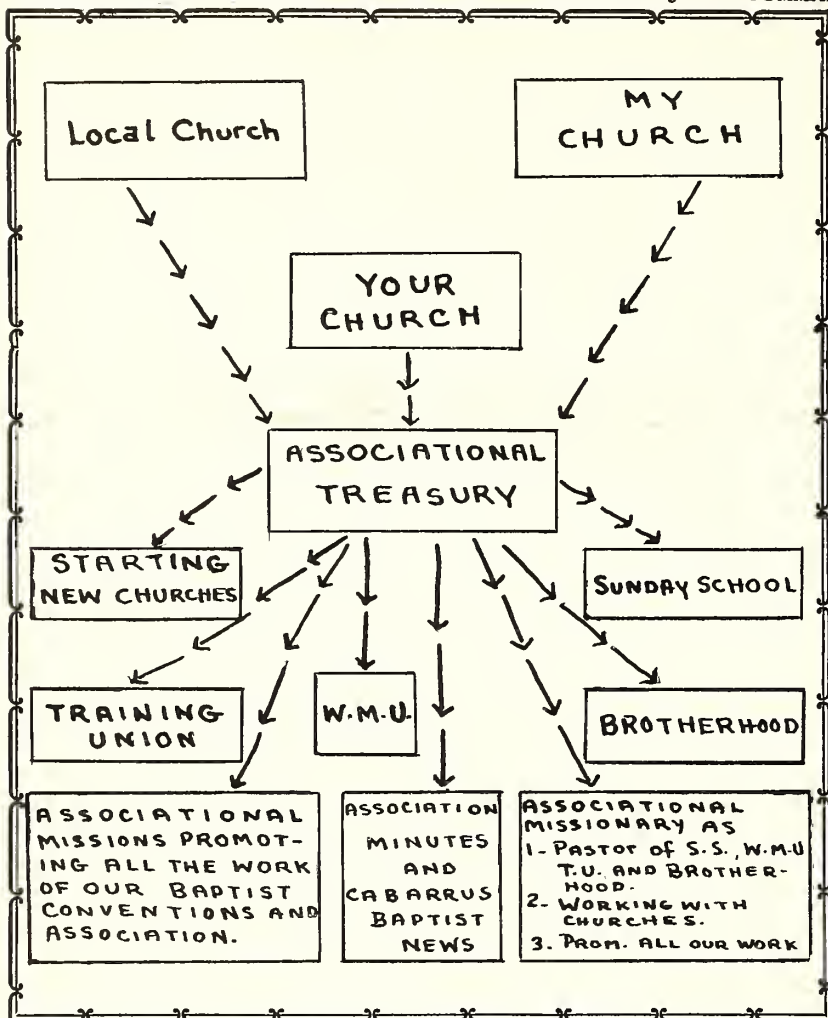 Local Church
MY
CHURCH
YOUR
CHURCH
ASSOCIATIONAL
TREASURY
STARTING
NEW CHURCHES
SUNDAY SCHOOL
TRAINING
UNION
W.M.U.
BROTHERHOOD
ASSOCIATIONAL
MISSIONS PROMOT-
ING ALL THE WORK
OF OUR BAPTIST
CONVENTIONS AND
ASSOCIATION.
ASSOCIATION
MINUTES
AND
CABARRUS
BAPTIST
NEWS
ASSOCIATIONAL
MISSIONARY AS
1- PASTOR OF S.S., W.M.U
T.U. AND BROTHER-
HOOD.
2- WORKING WITH
CHURCHES.
3. PROM. ALL OUR WORK